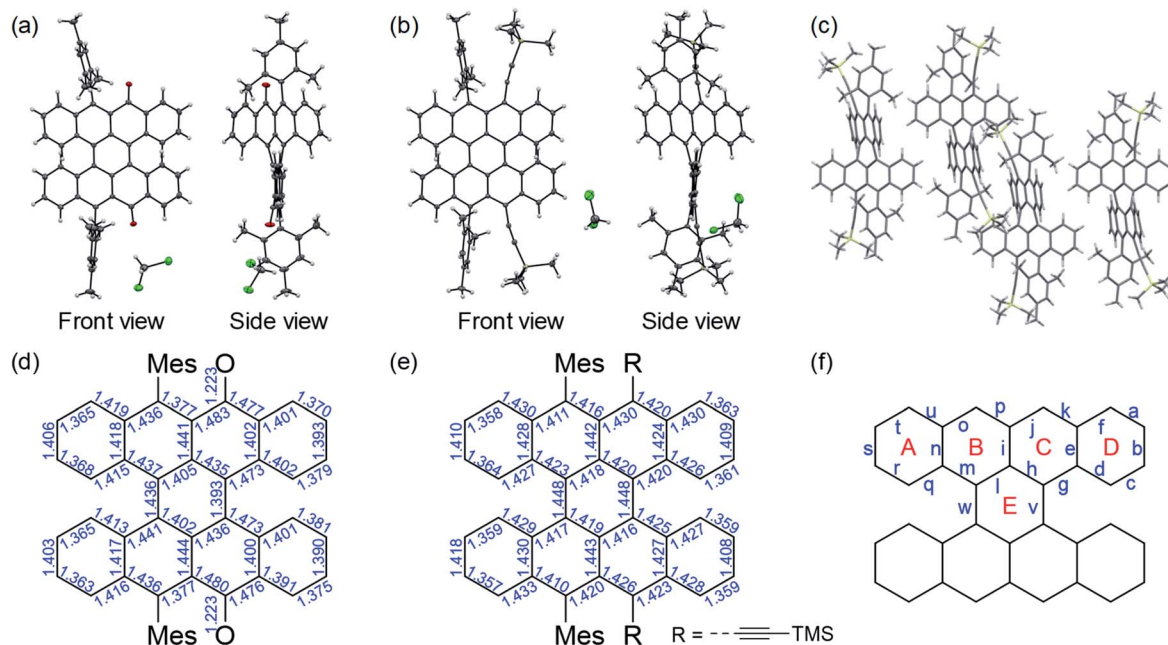 (a)
(b)
(c)
Front view
Side view
Front view
Side view
(d)
Mes O
1.223
1.419 1.377 1.477 1.370
1.365 1.436 1.483 1.401
1.406 1.418 1.441 1.402 1.393
1.368 1.437 1.435 1.473 1.402
1.415 1.405 1.379
1.436 1.393
1.413 1.402 1.473 1.381
1.365 1.441 1.436 1.401
1.403 1.417 1.444 1.400 1.390
1.363 1.436 1.480 1.391
1.416 1.377 1.476 1.375
1.223
Mes O
(e)
Mes R
1.430 1.416 1.420 1.363
1.358 1.411 1.430 1.430
1.410 1.428 1.442 1.424 1.409
1.364 1.423 1.420 1.426
1.427 1.418 1.420 1.361
1.448 1.448
1.429 1.419 1.425 1.359
1.359 1.417 1.416 1.427
1.418 1.430 1.443 1.427 1.408
1.357 1.410 1.426 1.428
1.433 1.420 1.423 1.359
Mes R
R = TMS
(f)
u p k a
t o j f
s A n B i C e D b
r m h d
q l g c
w E v